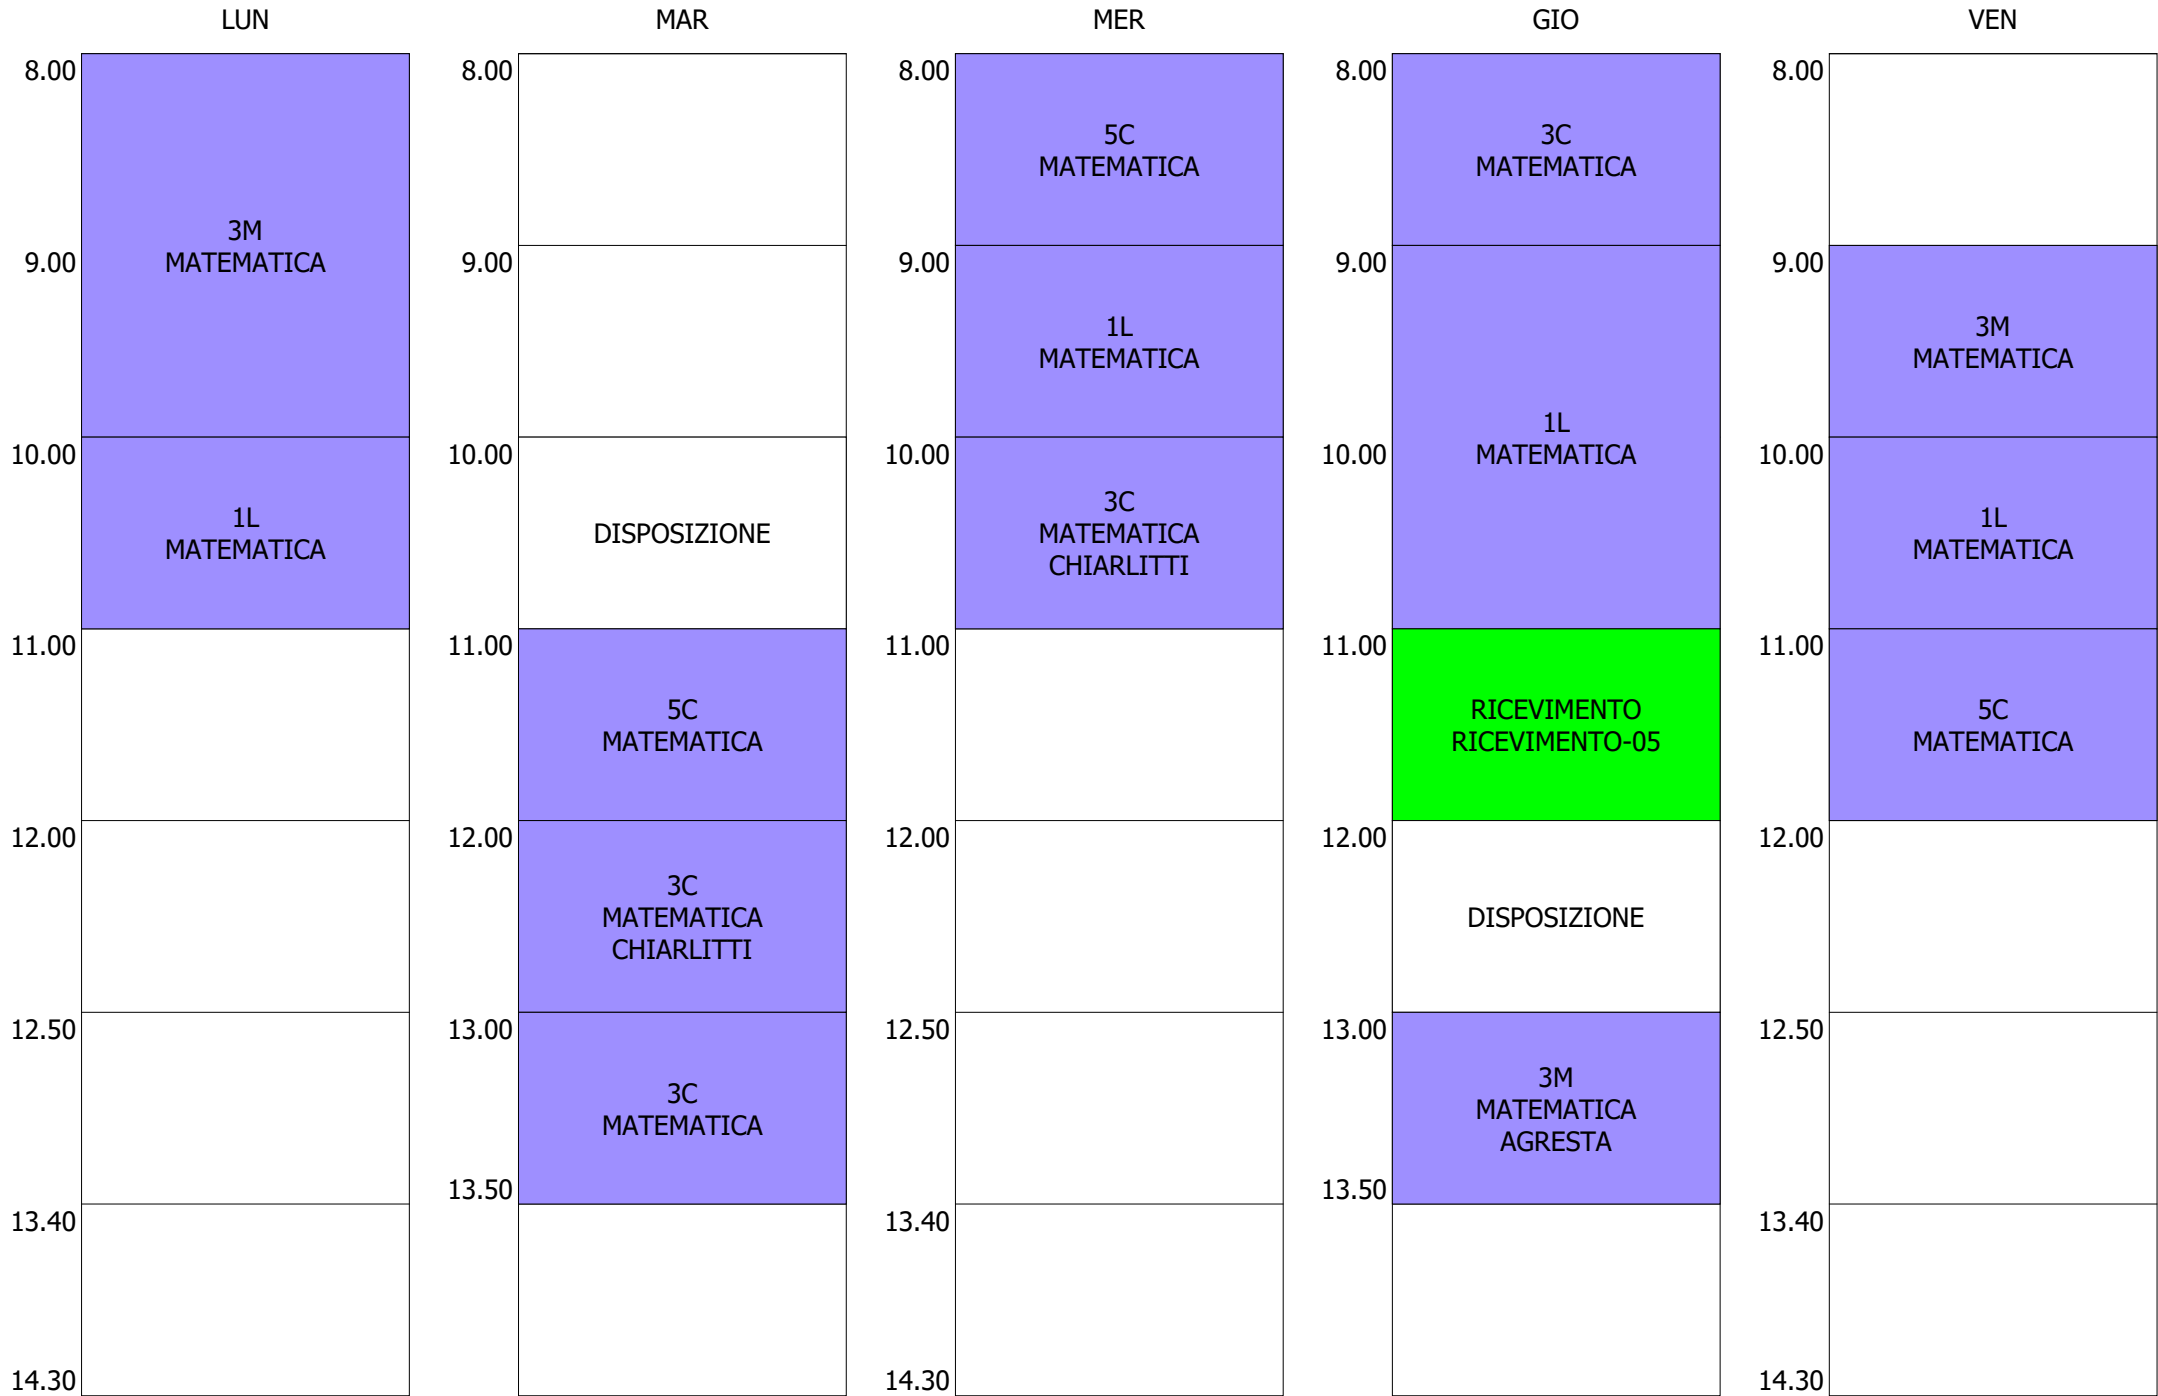 LUN
MAR
MER
GIO
VEN
8.00
3M
MATEMATICA
9.00
10.00
1L
MATEMATICA
11.00
12.00
12.50
13.40
14.30
8.00
9.00
10.00
DISPOSIZIONE
11.00
5C
MATEMATICA
12.00
3C
MATEMATICA
CHIARLITTI
13.00
3C
MATEMATICA
13.50
8.00
5C
MATEMATICA
9.00
1L
MATEMATICA
10.00
3C
MATEMATICA
CHIARLITTI
11.00
12.00
12.50
13.40
14.30
8.00
3C
MATEMATICA
9.00
1L
MATEMATICA
10.00
11.00
RICEVIMENTO
RICEVIMENTO-05
12.00
DISPOSIZIONE
13.00
3M
MATEMATICA
AGRESTA
13.50
8.00
9.00
3M
MATEMATICA
10.00
1L
MATEMATICA
11.00
5C
MATEMATICA
12.00
12.50
13.40
14.30